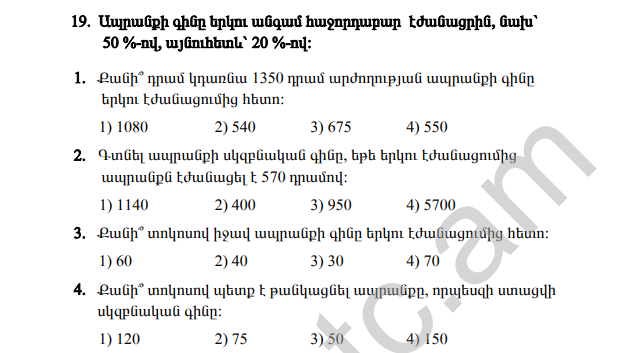 19. Ապրանքի գինը երկու անգամ հաջորդաբար էժանացրին, նախ՝
50 %-ով, այնուհետև՝ 20 %-ով:
1. Քանի՞ դրամ կդառնա 1350 դրամ արժողության ապրանքի գինը
երկու էժանացումից հետո:
1) 1080 2) 540 3) 675 4) 550
2. Գտնել ապրանքի սկզբնական գինը, եթե երկու էժանացումից
ապրանքն էժանացել է 570 դրամով:
1) 1140 2) 400 3) 950 4) 5700
3. Քանի՞ տոկոսով իջավ ապրանքի գինը երկու էժանացումից հետո:
1) 60 2) 40 3) 30 4) 70
4. Քանի՞ տոկոսով պետք է թանկացնել ապրանքը, որպեսզի ստացվի
սկզբնական գինը:
1) 120 2) 75 3) 50 4) 150
tc.am